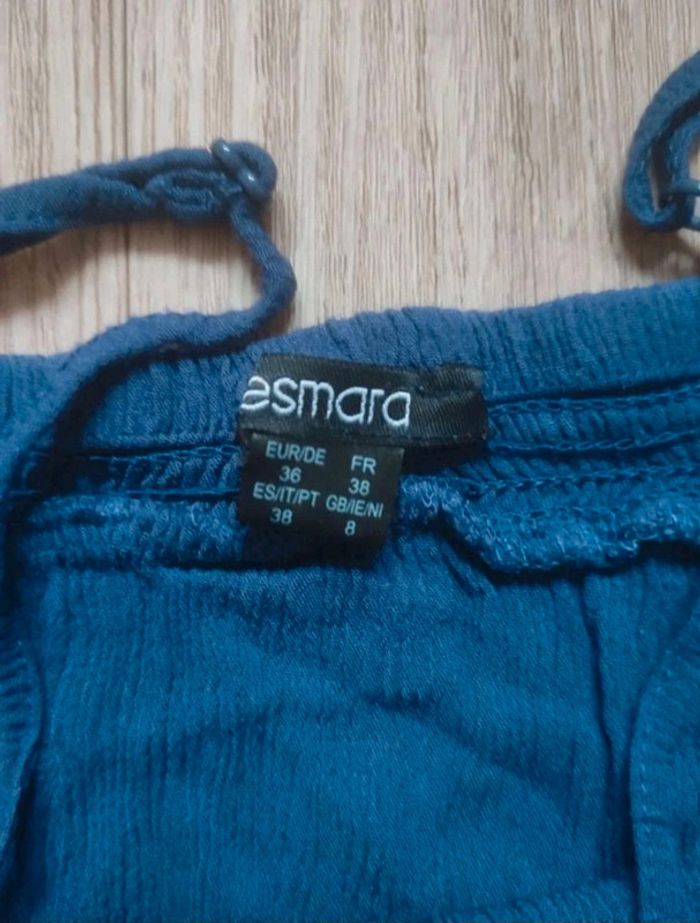 esmara
EUR/DE FR
36 38
ES/IT/PT GB/IE/NI
38 8